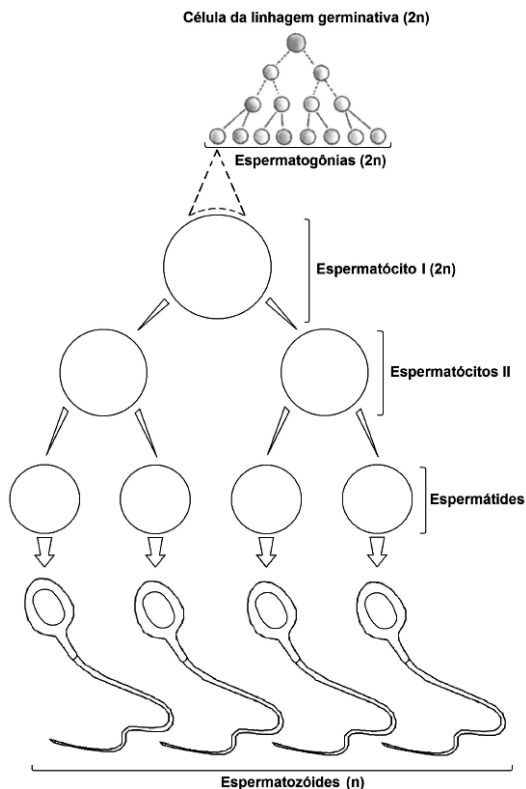 Célula da linhagem germinativa (2n)
Espermatogônias (2n)
Espermatócito I (2n)
Espermatócitos II
Espermátides
Espermatozóides (n)